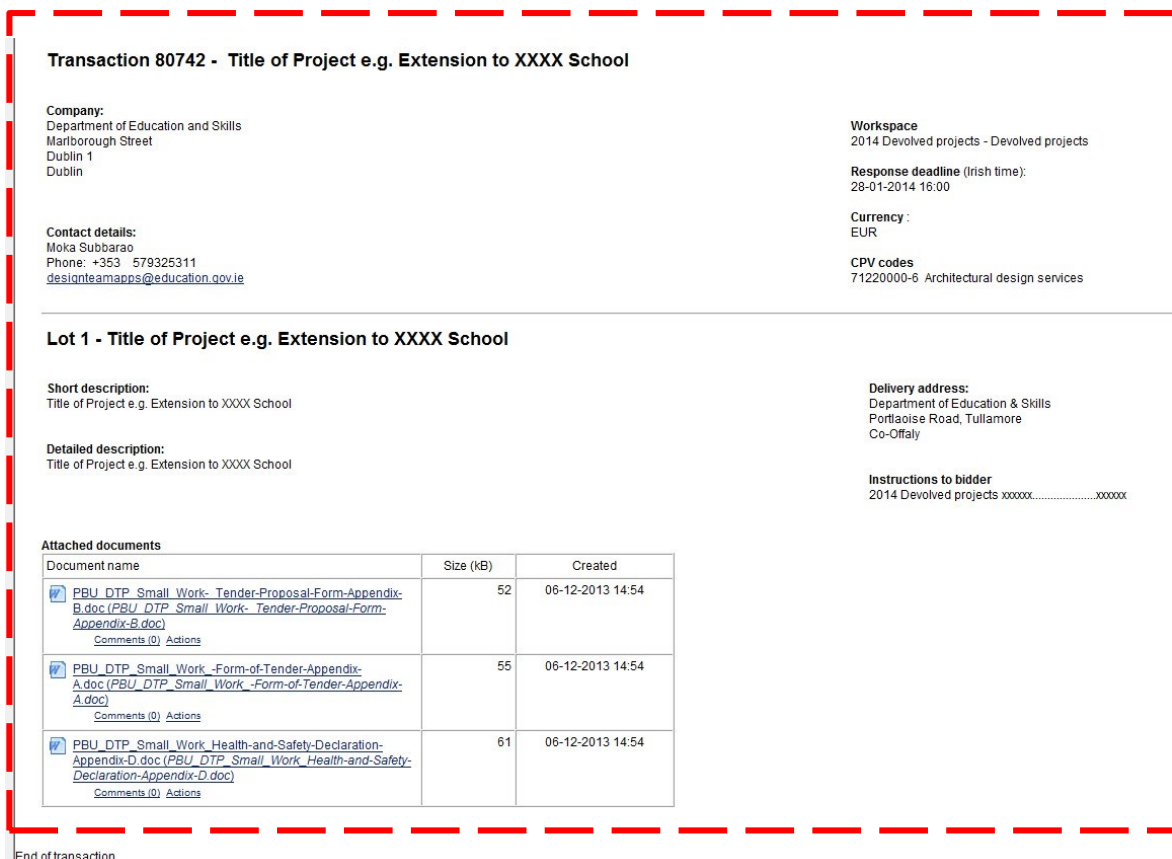 Transaction 80742 - Title of Project e.g. Extension to XXXX School
Company:
Department of Education and Skills
Marlborough Street
Dublin 1
Dublin
Workspace
2014 Devolved projects - Devolved projects
Response deadline (Irish time):
28-01-2014 16:00
Currency :
EUR
CPV codes
71220000-6 Architectural design services
Contact details:
Moka Subbarao
Phone: +353 579325311
designteamapps@education.gov.ie
Lot 1 - Title of Project e.g. Extension to XXXX School
Short description:
Title of Project e.g. Extension to XXXX School
Detailed description:
Title of Project e.g. Extension to XXXX School
Delivery address:
Department of Education & Skills
Portlaoise Road, Tullamore
Co-Offaly
Instructions to bidder
2014 Devolved projects xxxxxx.....................xxxxxx
Attached documents
Document name Size (kB) Created
PBU_DTP_Small_Work-_Tender-Proposal-Form-Appendix- 52 06-12-2013 14:54
B.doc (PBU_DTP_Small_Work-_Tender-Proposal-Form-
Appendix-B.doc)
Comments (0) Actions
PBU_DTP_Small_Work_-Form-of-Tender-Appendix- 55 06-12-2013 14:54
A.doc (PBU_DTP_Small_Work_-Form-of-Tender-Appendix-
A.doc)
Comments (0) Actions
PBU_DTP_Small_Work_Health-and-Safety-Declaration- 61 06-12-2013 14:54
Appendix-D.doc (PBU_DTP_Small_Work_Health-and-Safety-
Declaration-Appendix-D.doc)
Comments (0) Actions
End of transaction